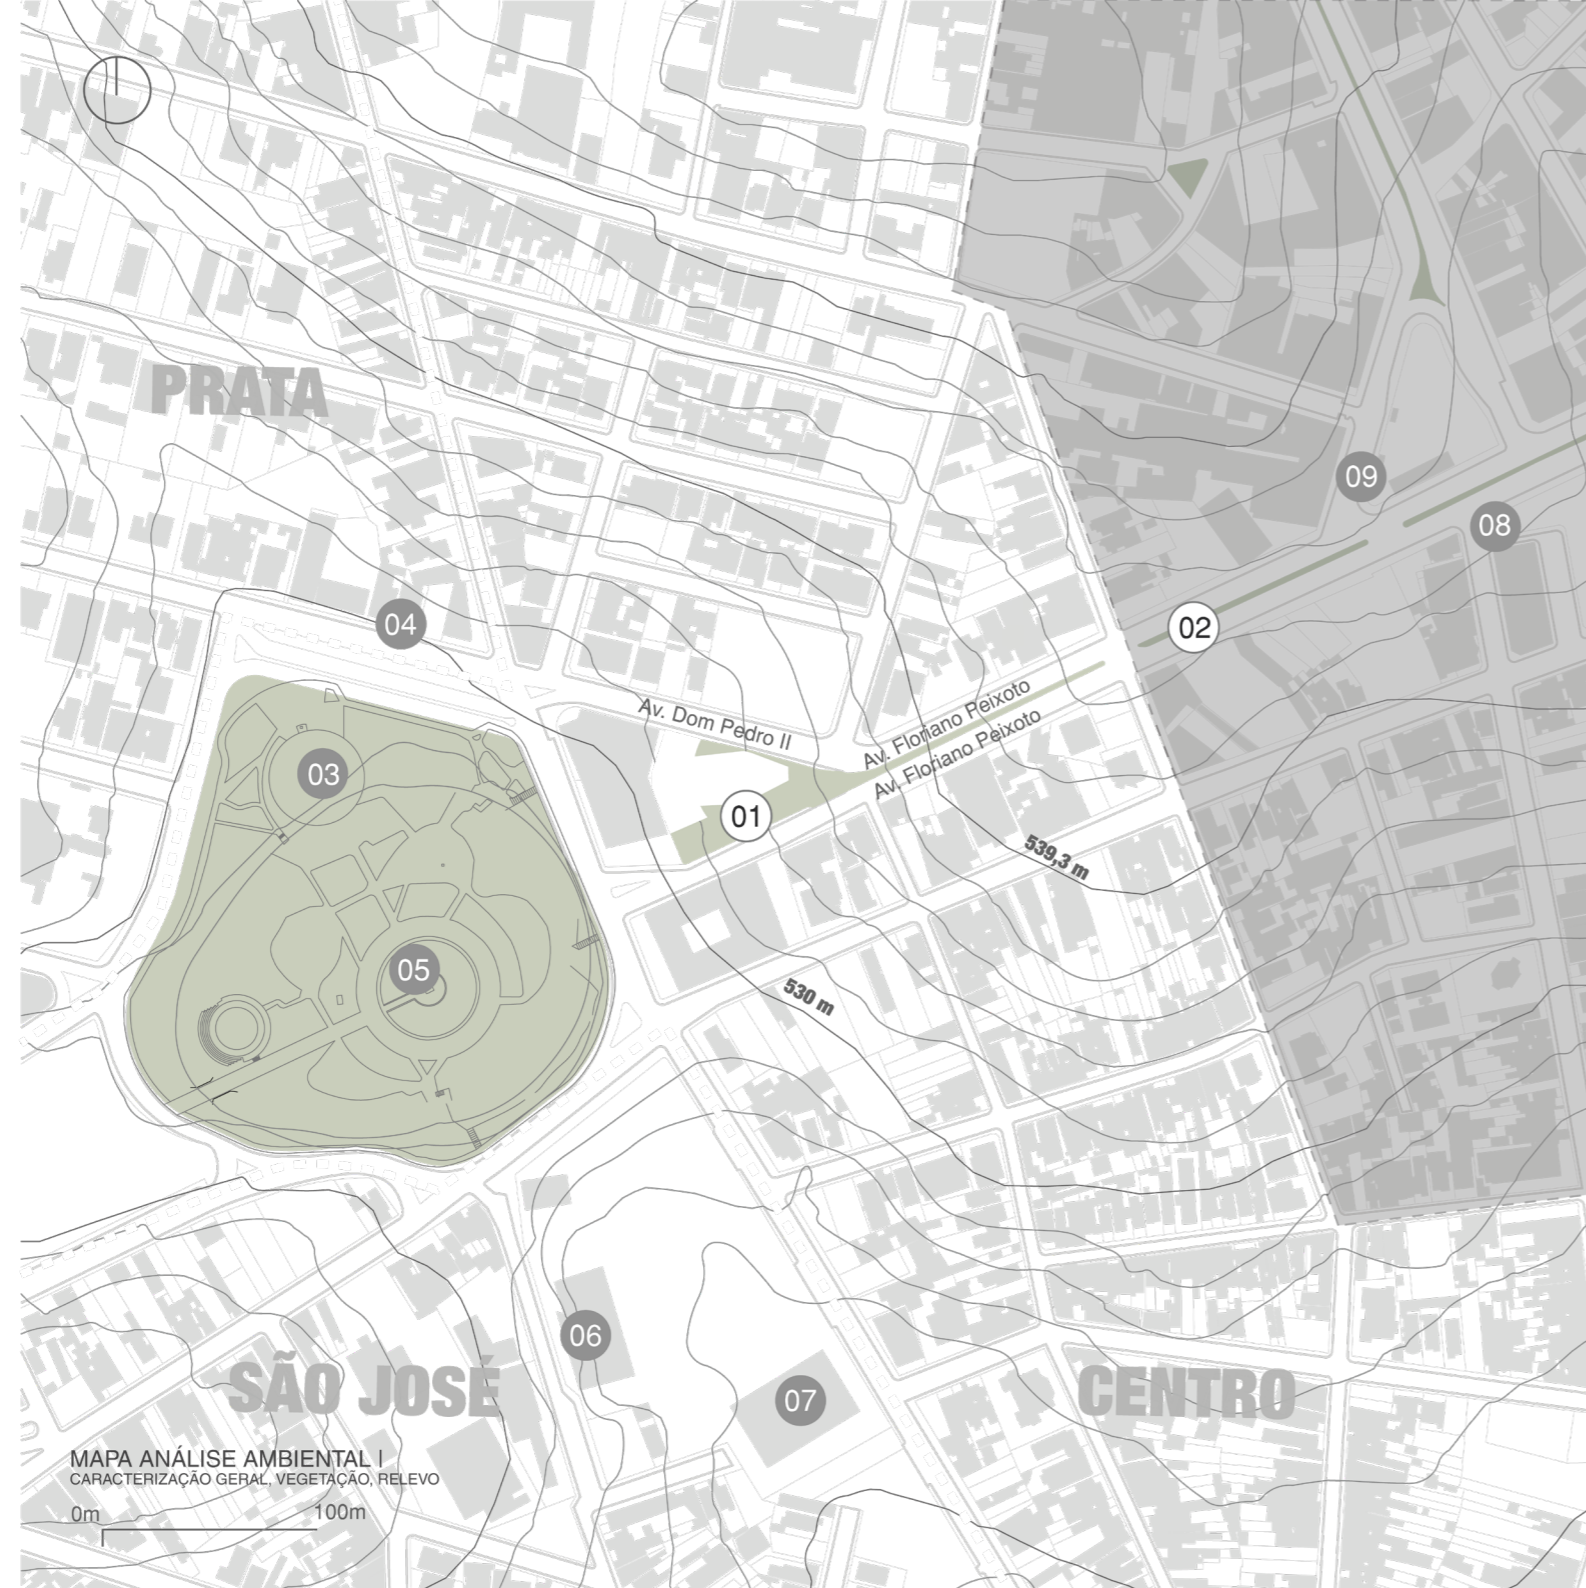 PRATA
09
08
04
02
Av. Dom Pedro II
Av. Floriano Peixoto
Av. Floriano Peixoto
03
01
539,3 m
05
530 m
06
SÃO JOSÉ
07
CENTRO
MAPA ANÁLISE AMBIENTAL I
CARACTERIZAÇÃO GERAL, VEGETAÇÃO, RELEVO
0m
100m